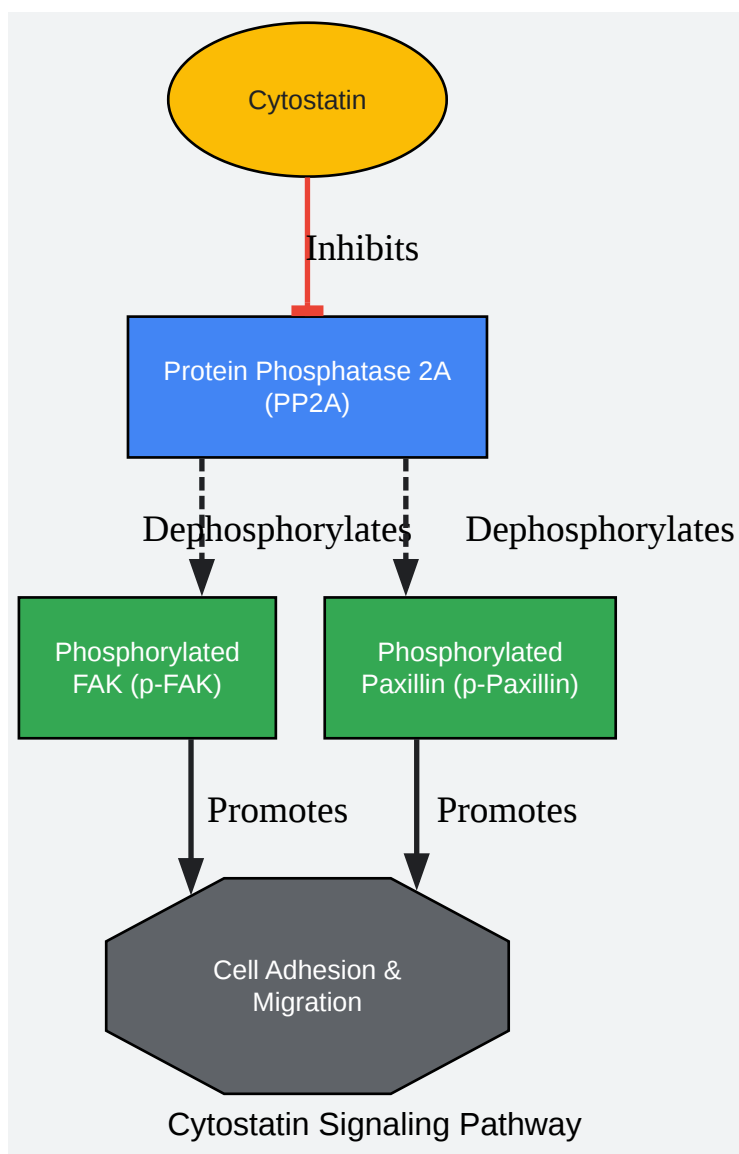 Cytostatin
Inhibits
Protein Phosphatase 2A
(PP2A)
Dephosphorylates
Dephosphorylates
Phosphorylated
FAK (p-FAK)
Phosphorylated
Paxillin (p-Paxillin)
Promotes
Promotes
Cell Adhesion &
Migration
Cytostatin Signaling Pathway